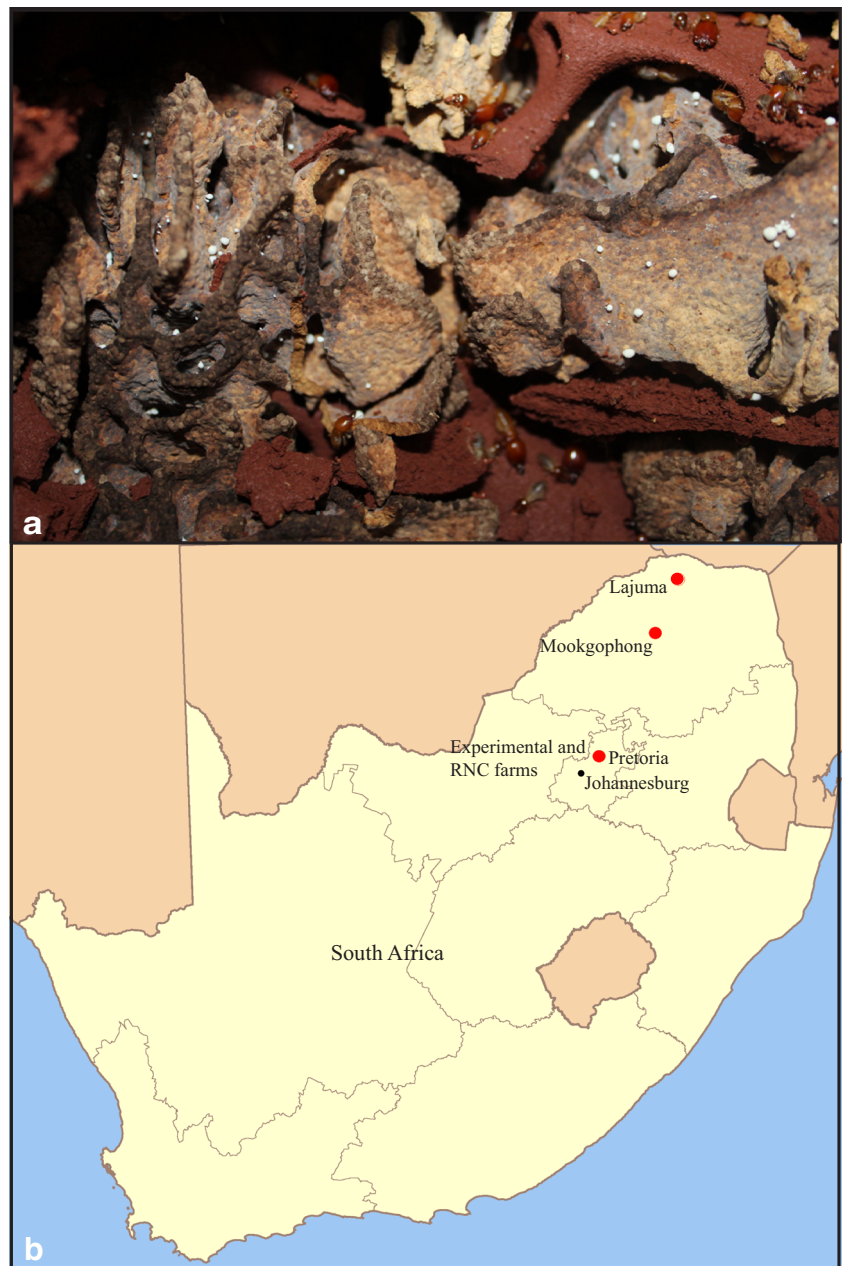 a
Lajuma
Mookgophong
Experimental and
RNC farms
Pretoria
Johannesburg
South Africa
b